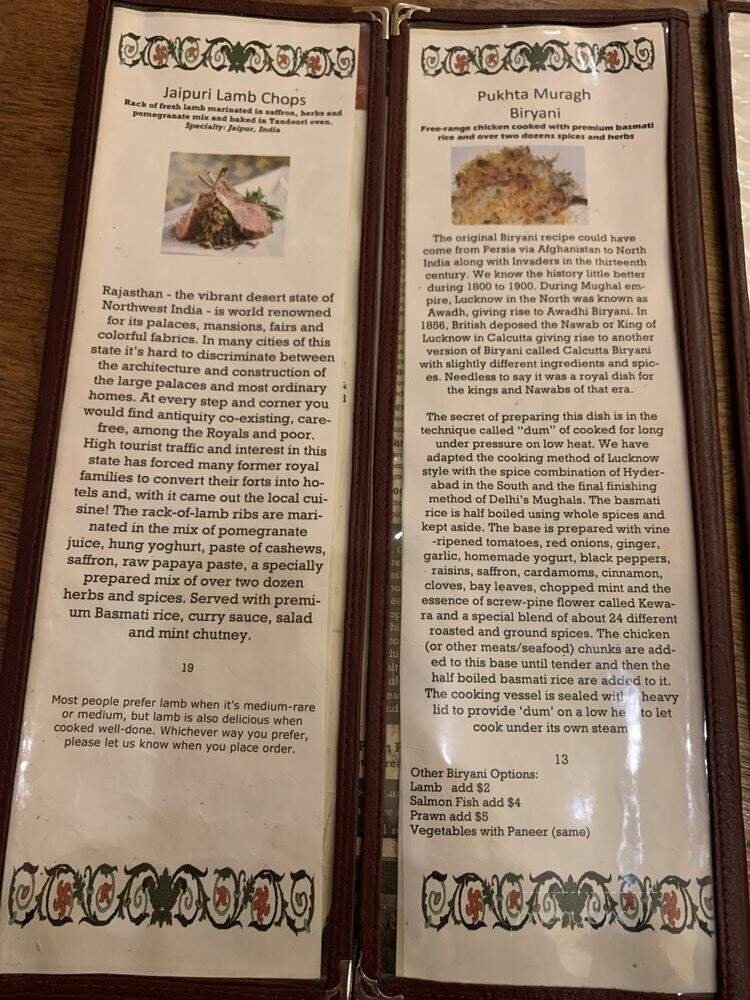 Jaipuri Lamb Chops
Rack of fresh lamb marinated in saffron, herbs and
pomegranate mix and baked in Tandoori oven.
Specialty: Jaipur, India
Rajasthan - the vibrant desert state of
Northwest India - is world renowned
for its palaces, mansions, fairs and
colorful fabrics. In many cities of this
state it's hard to discriminate between
the architecture and construction of
the large palaces and most ordinary
homes. At every step and corner you
would find antiquity co-existing, care-
free, among the Royals and poor.
High tourist traffic and interest in this
state has forced many former royal
families to convert their forts into ho-
tels and, with it came out the local cui-
sine! The rack-of-lamb ribs are mari-
nated in the mix of pomegranate
juice, hung yoghurt, paste of cashews,
saffron, raw papaya paste, a specially
prepared mix of over two dozen
herbs and spices. Served with premi-
um Basmati rice, curry sauce, salad
and mint chutney.
19
Most people prefer lamb when it's medium-rare
or medium, but lamb is also delicious when
cooked well-done. Whichever way you prefer,
please let us know when you place order.
Pukhta Muragh
Biryani
Free-range chicken cooked with premium basmati
rice and over two dozens spices and herbs
The original Biryani recipe could have
come from Persia via Afghanistan to North
India along with Invaders in the thirteenth
century. We know the history little better
during 1800 to 1900. During Mughal em-
pire, Lucknow in the North was known as
Awadh, giving rise to Awadhi Biryani. In
1856, British deposed the Nawab or King of
Lucknow in Calcutta giving rise to another
version of Biryani called Calcutta Biryani
with slightly different ingredients and spic-
es. Needless to say it was a royal dish for
the kings and Nawabs of that era.
The secret of preparing this dish is in the
technique called "dum" of cooked for long
under pressure on low heat. We have
adapted the cooking method of Lucknow
style with the spice combination of Hyder-
abad in the South and the final finishing
method of Delhi's Mughals. The basmati
rice is half boiled using whole spices and
kept aside. The base is prepared with vine
-ripened tomatoes, red onions, ginger,
garlic, homemade yogurt, black peppers,
raisins, saffron, cardamoms, cinnamon,
cloves, bay leaves, chopped mint and the
essence of screw-pine flower called Kewa-
ra and a special blend of about 24 different
roasted and ground spices. The chicken
(or other meats/seafood) chunks are add-
ed to this base until tender and then the
half boiled basmati rice are added to it.
The cooking vessel is sealed with heavy
lid to provide 'dum' on a low heat to let
cook under its own steam
13
Other Biryani Options:
Lamb add $2
Salmon Fish add $4
Prawn add $5
Vegetables with Paneer (same)